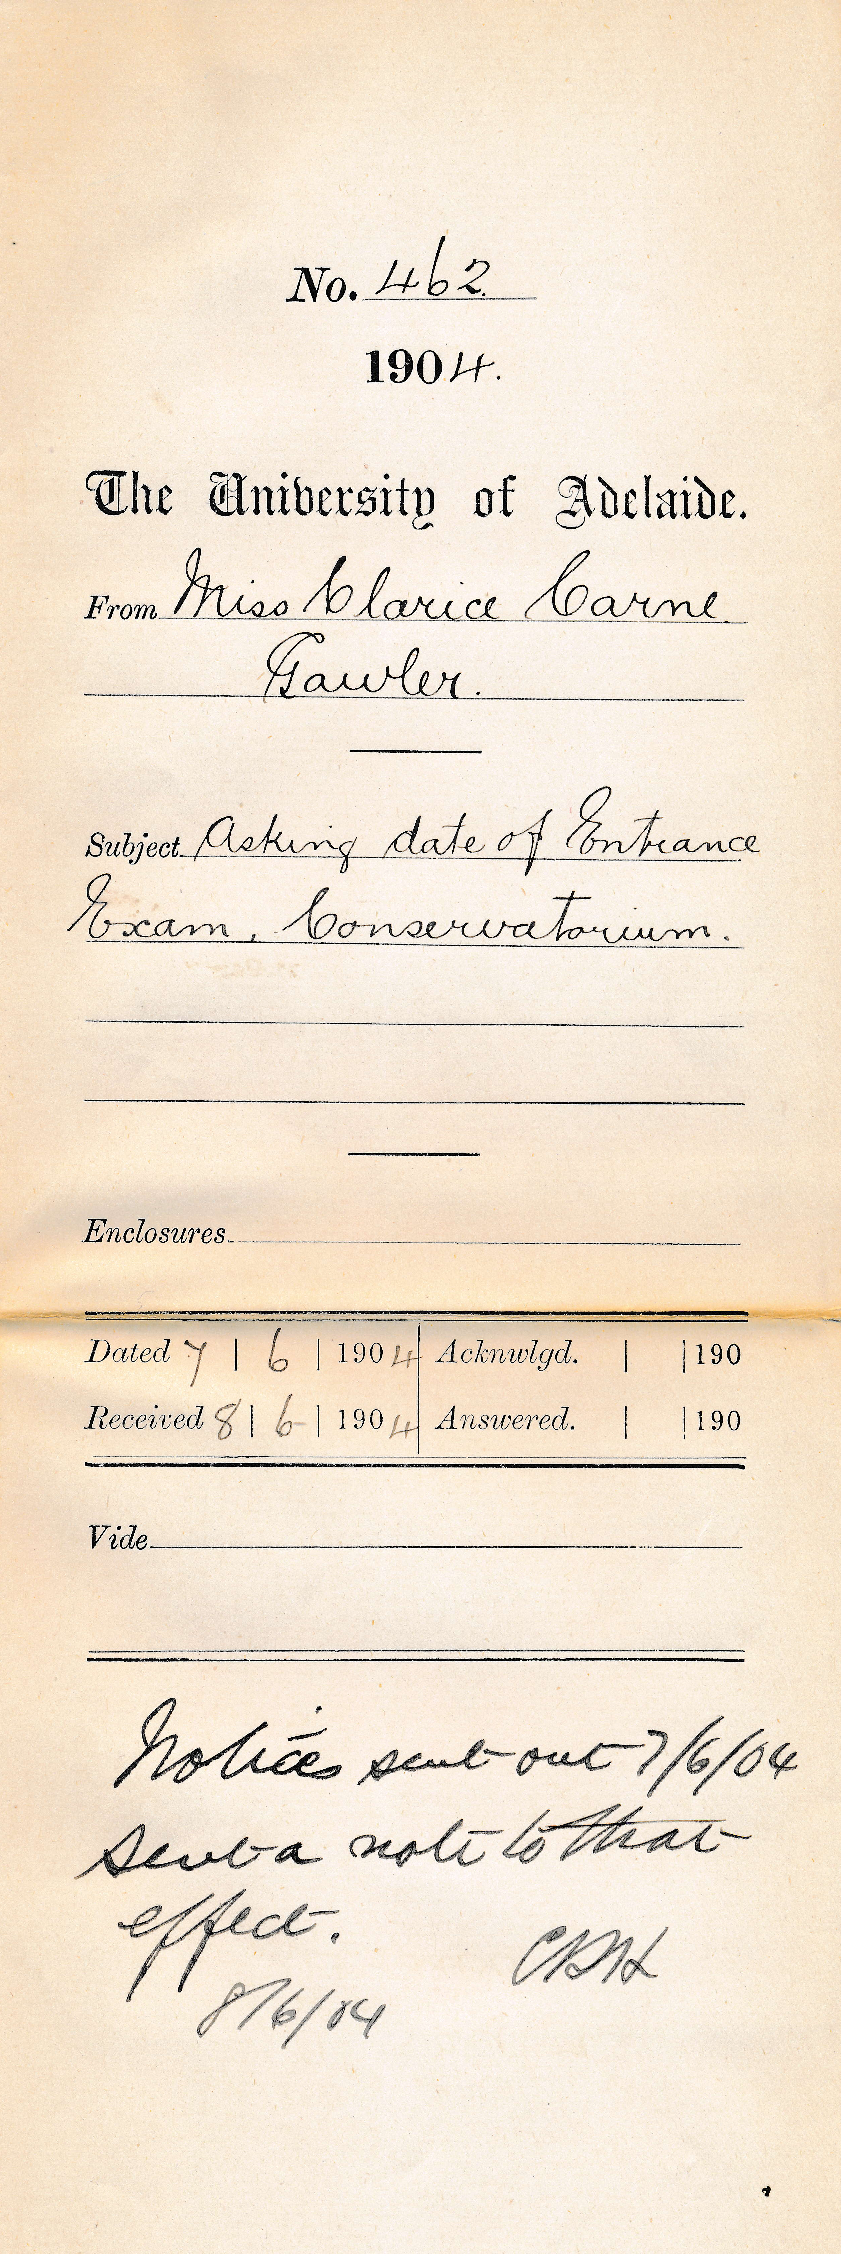 No. 462
1904.
The University of Adelaide.
From Miss Clarice Carne
Gawler.
Subject Asking date of Entrance
Exam, Conservatorium.
Enclosures
Dated 7 | 6 | 1904 Acknwlgd. | | 190
Received 8 | 6 | 1904 Answered. | | 190
Vide
Notices sent out 7/6/04
Sent a note to that
effect.
8/6/04